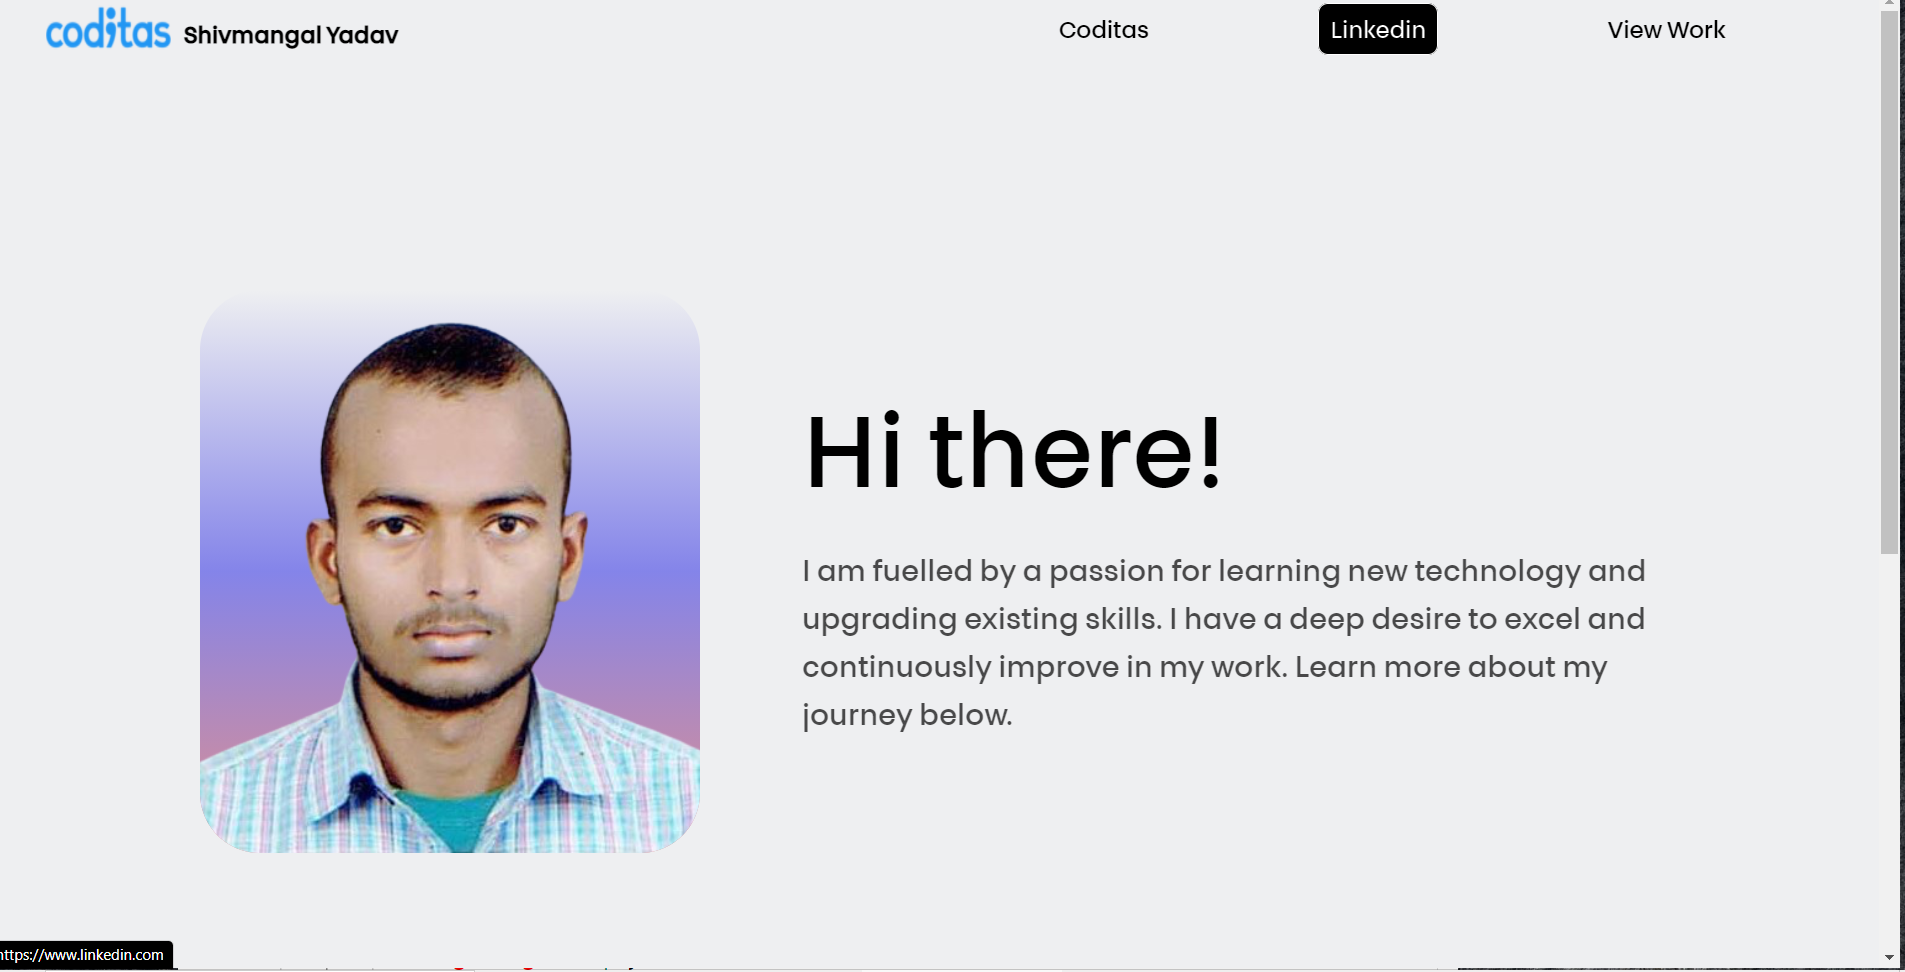 coditas Shivmangal Yadav Coditas Linkedin View Work
Hi there!
I am fuelled by a passion for learning new technology and
upgrading existing skills. I have a deep desire to excel and
continuously improve in my work. Learn more about my
journey below.
https://www.linkedin.com